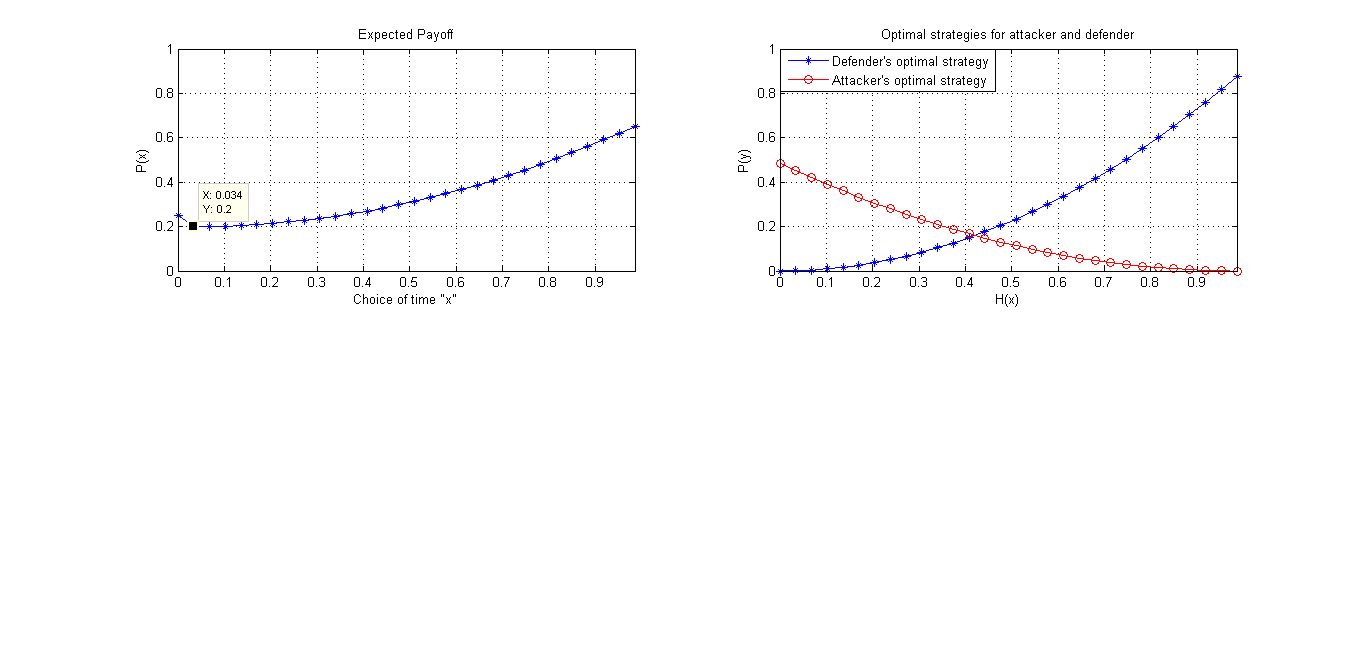 Expected Payoff
1
0.8
0.6
0.4
0.2
0
P(x)
X: 0.034
Y: 0.2
0 0.1 0.2 0.3 0.4 0.5 0.6 0.7 0.8 0.9
Choice of time "x"
Optimal strategies for attacker and defender
Defender's optimal strategy
Attacker's optimal strategy
1
0.8
0.6
0.4
0.2
0
P(y)
0 0.1 0.2 0.3 0.4 0.5 0.6 0.7 0.8 0.9
H(x)